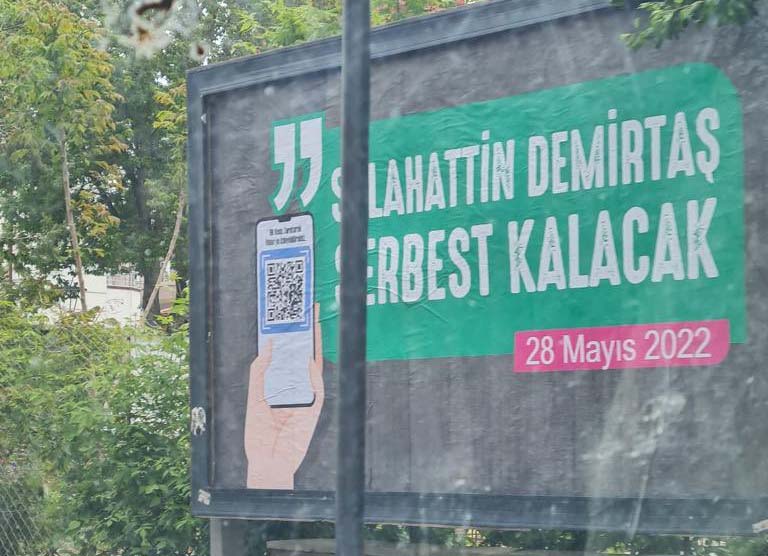 ”
SELAHATTİN DEMİRTAŞ
SERBEST KALACAK
28 Mayıs 2022